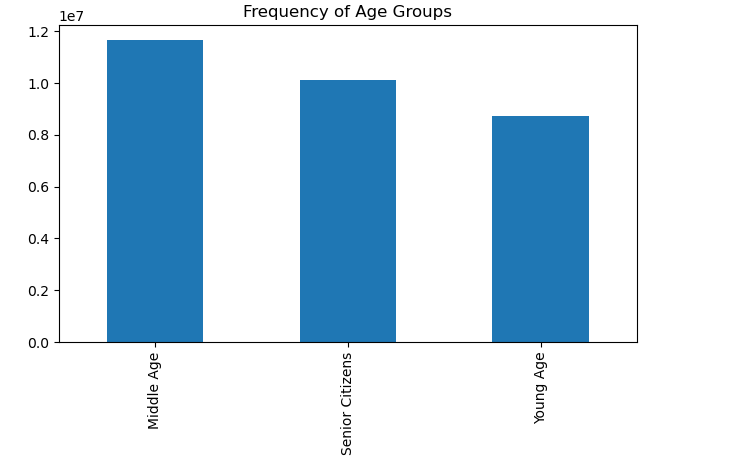 Frequency of Age Groups
1e7
1.2
1.0
0.8
0.6
0.4
0.2
0.0
Middle Age
Senior Citizens
Young Age